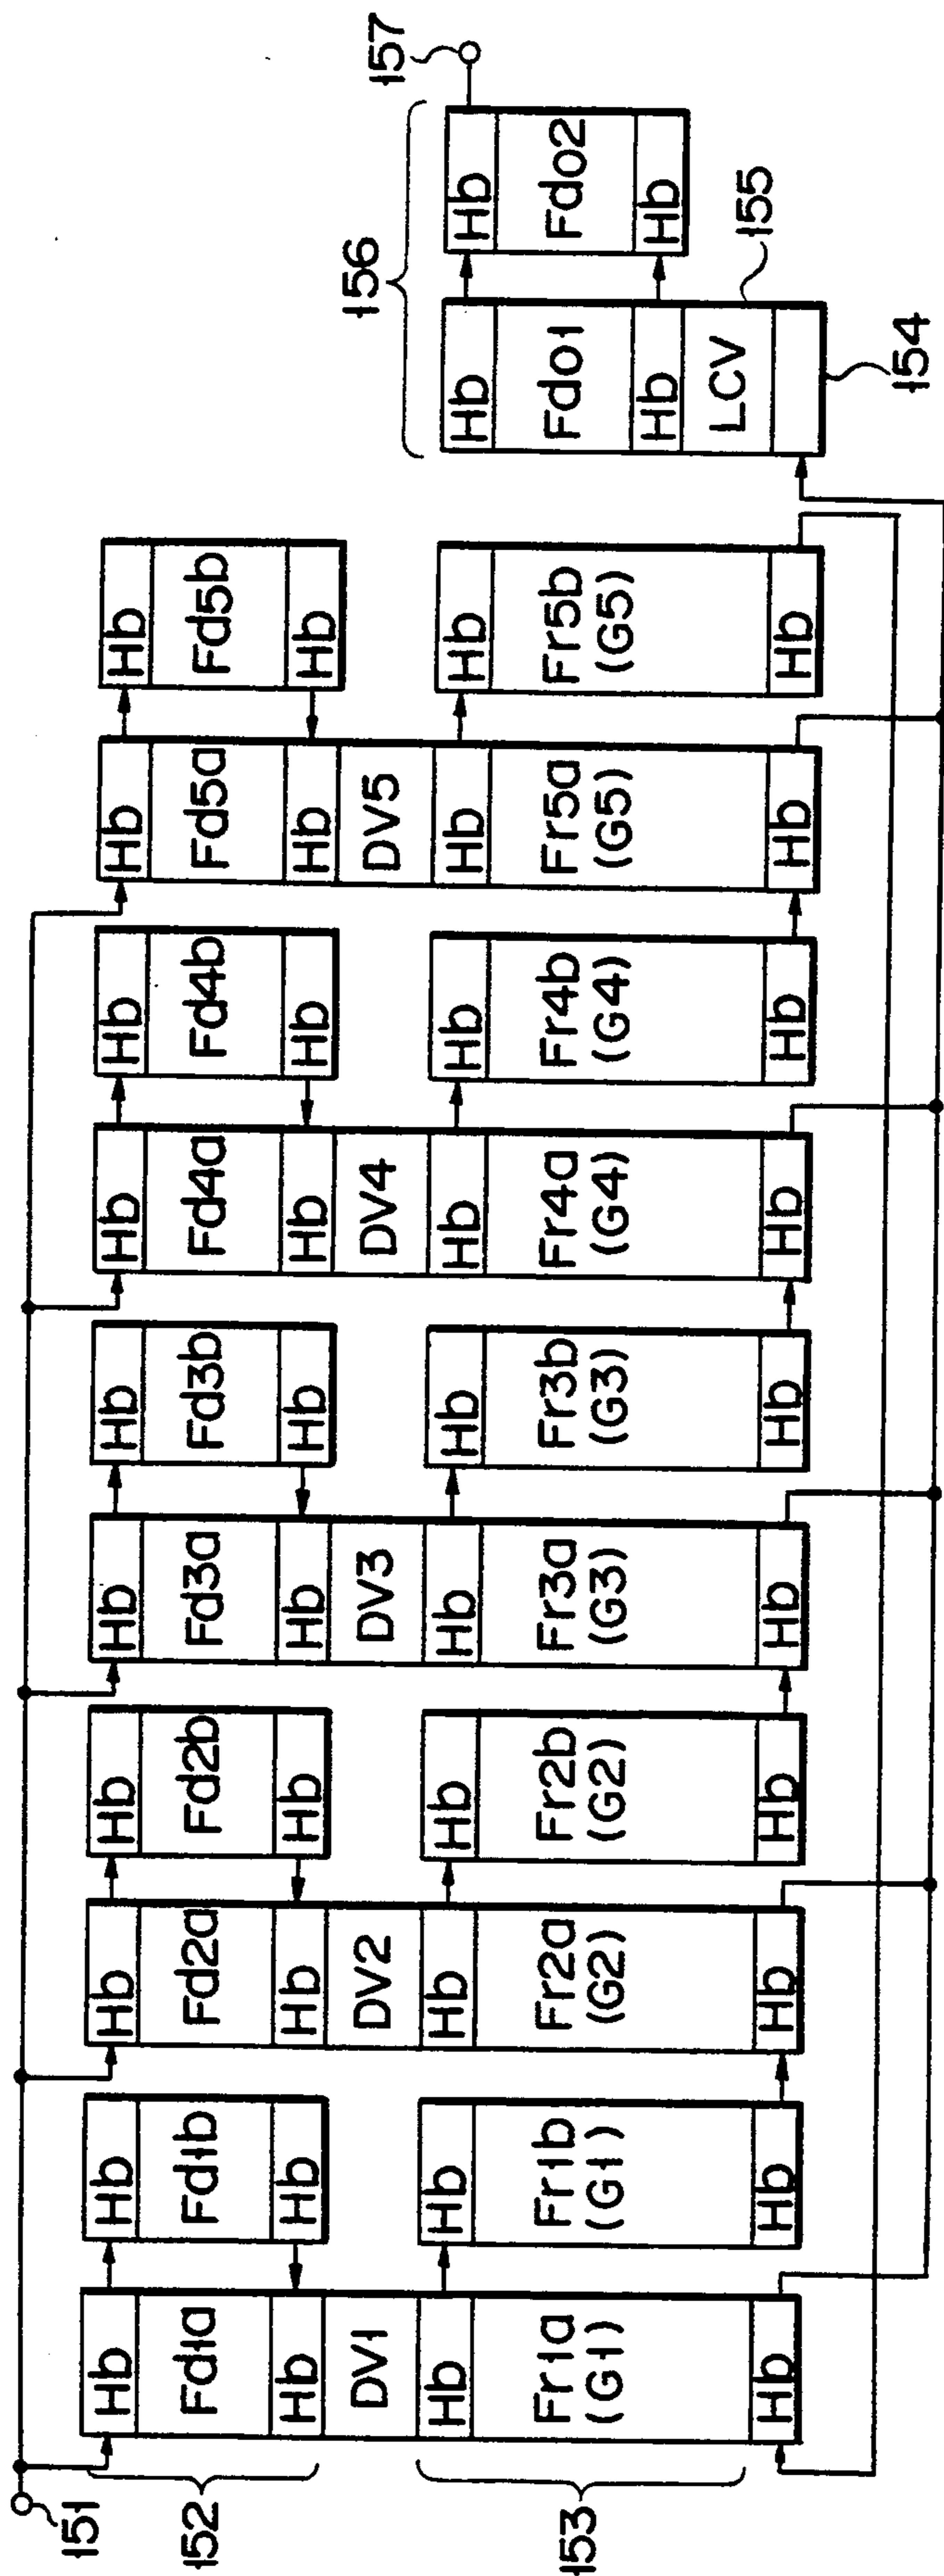 151
152
153
Hb Hb Hb Hb Hb Hb Hb Hb Hb Hb
Fd1a Fd1b Fd2a Fd2b Fd3a Fd3b Fd4a Fd4b Fd5a Fd5b
Hb Hb Hb Hb Hb Hb Hb Hb Hb Hb
DV1 DV2 DV3 DV4 DV5
Hb Hb Hb Hb Hb Hb Hb Hb Hb Hb
Fr1a Fr1b Fr2a Fr2b Fr3a Fr3b Fr4a Fr4b Fr5a Fr5b
(G1) (G1) (G2) (G2) (G3) (G3) (G4) (G4) (G5) (G5)
Hb Hb Hb Hb Hb Hb Hb Hb Hb Hb
156
157
Hb Hb
Fd01 Fd02
Hb Hb
LCV
155
154